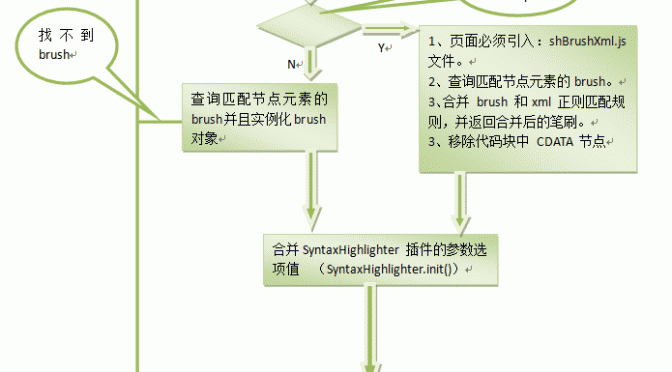 找不到
brush
N
Y
1、页面必须引入：shBrushXml.js
文件。
2、查询匹配节点元素的 brush。
3、合并 brush 和 xml 正则匹配规
则，并返回合并后的笔刷。
3、移除代码块中 CDATA 节点
查询匹配节点元素的
brush并且实例化 brush
对象
合并 SyntaxHighlighter 插件的参数选
项值 （SyntaxHighlighter.init()）